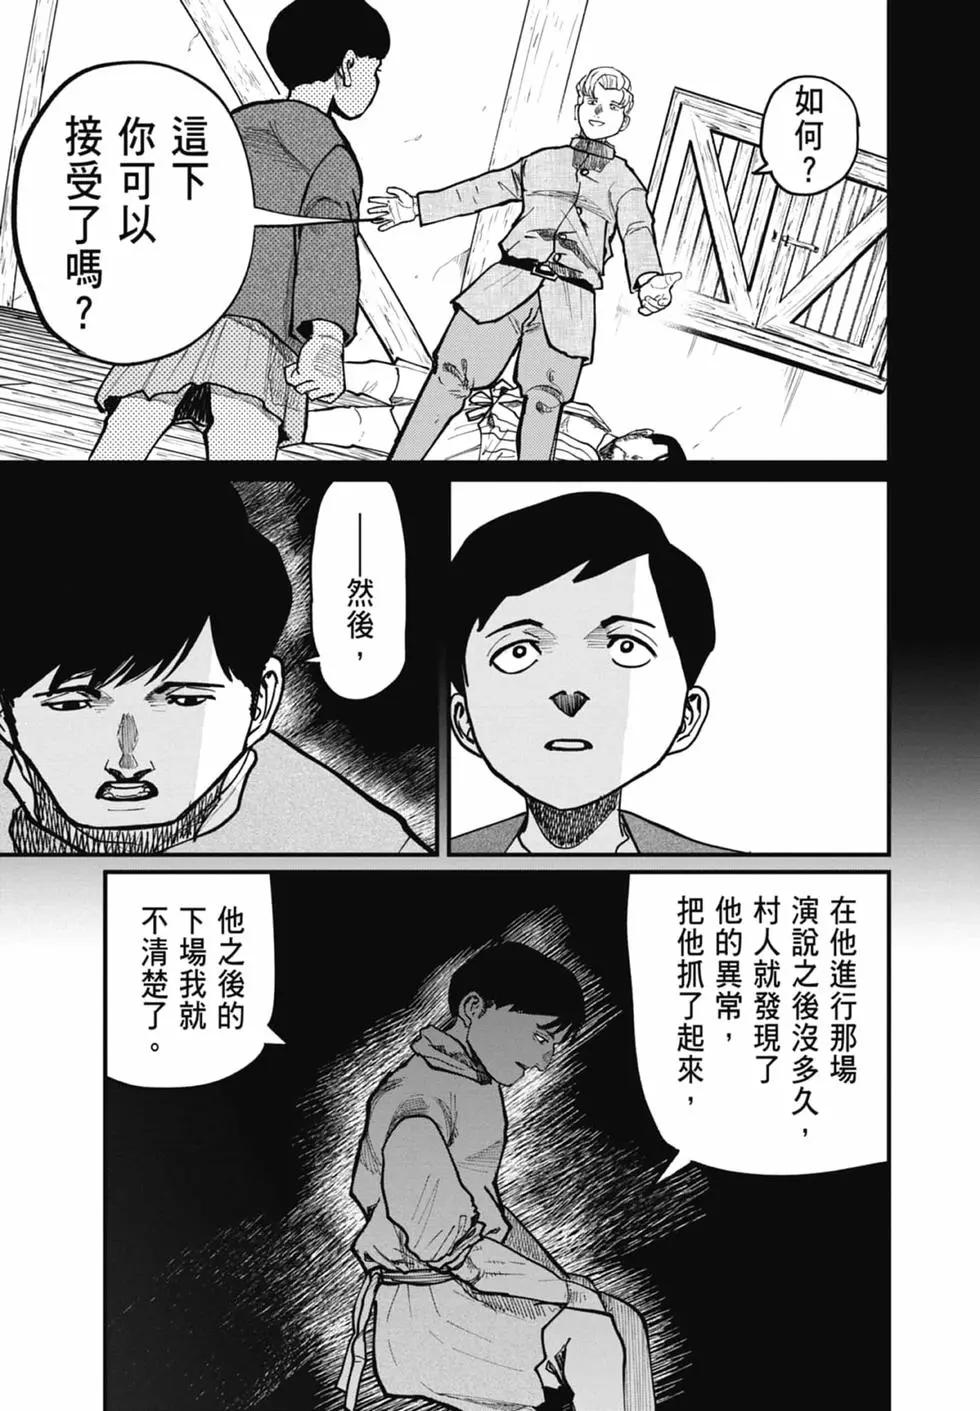 如何？
這下
你可以
接受了嗎？
——然後，
在他進行那場
演說之後沒多久，
村人就發現了
他的異常，
把他抓了起來，
他之後的
下場我就
不清楚了。